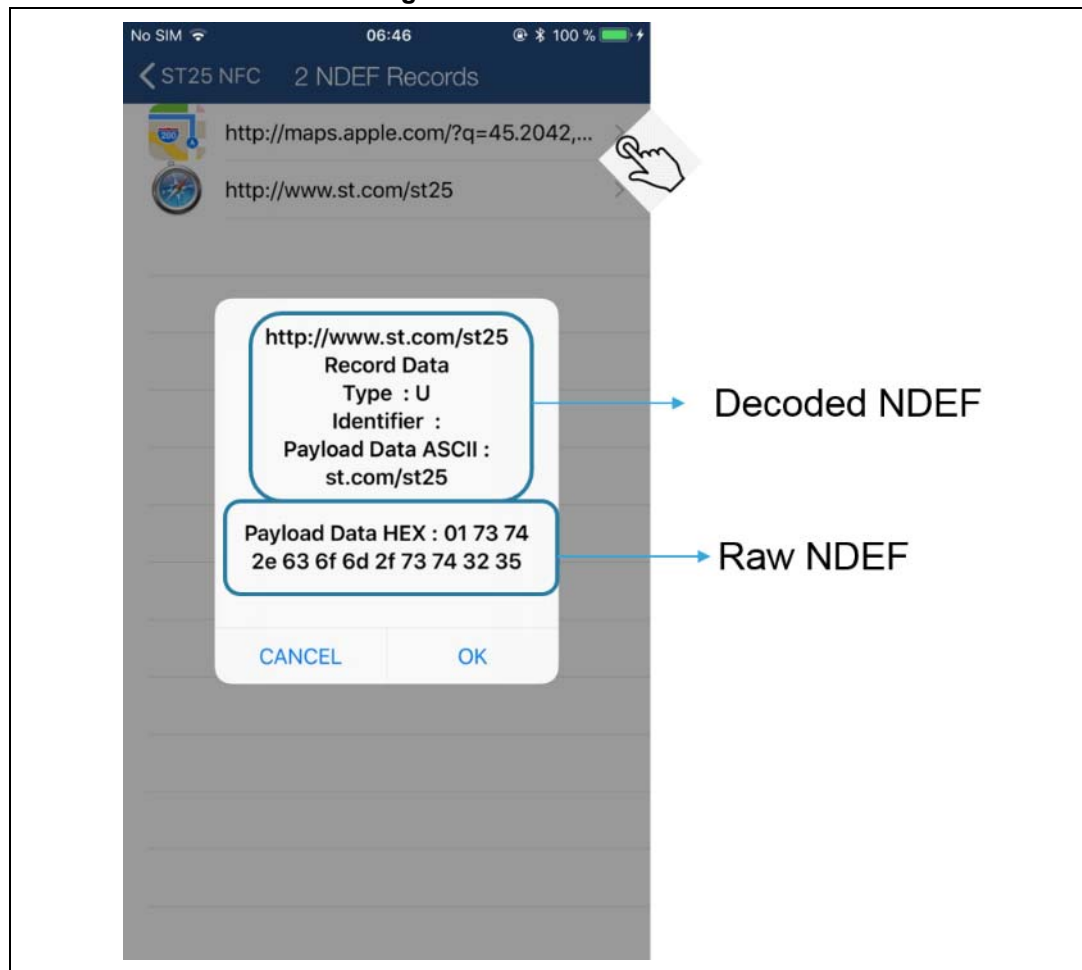 No SIM 06:46 100 %
ST25 NFC 2 NDEF Records
http://maps.apple.com/?q=45.2042,...
http://www.st.com/st25
http://www.st.com/st25
Record Data
Type : U
Identifier :
Payload Data ASCII :
st.com/st25
Decoded NDEF
Payload Data HEX : 01 73 74
2e 63 6f 6d 2f 73 74 32 35
Raw NDEF
CANCEL OK